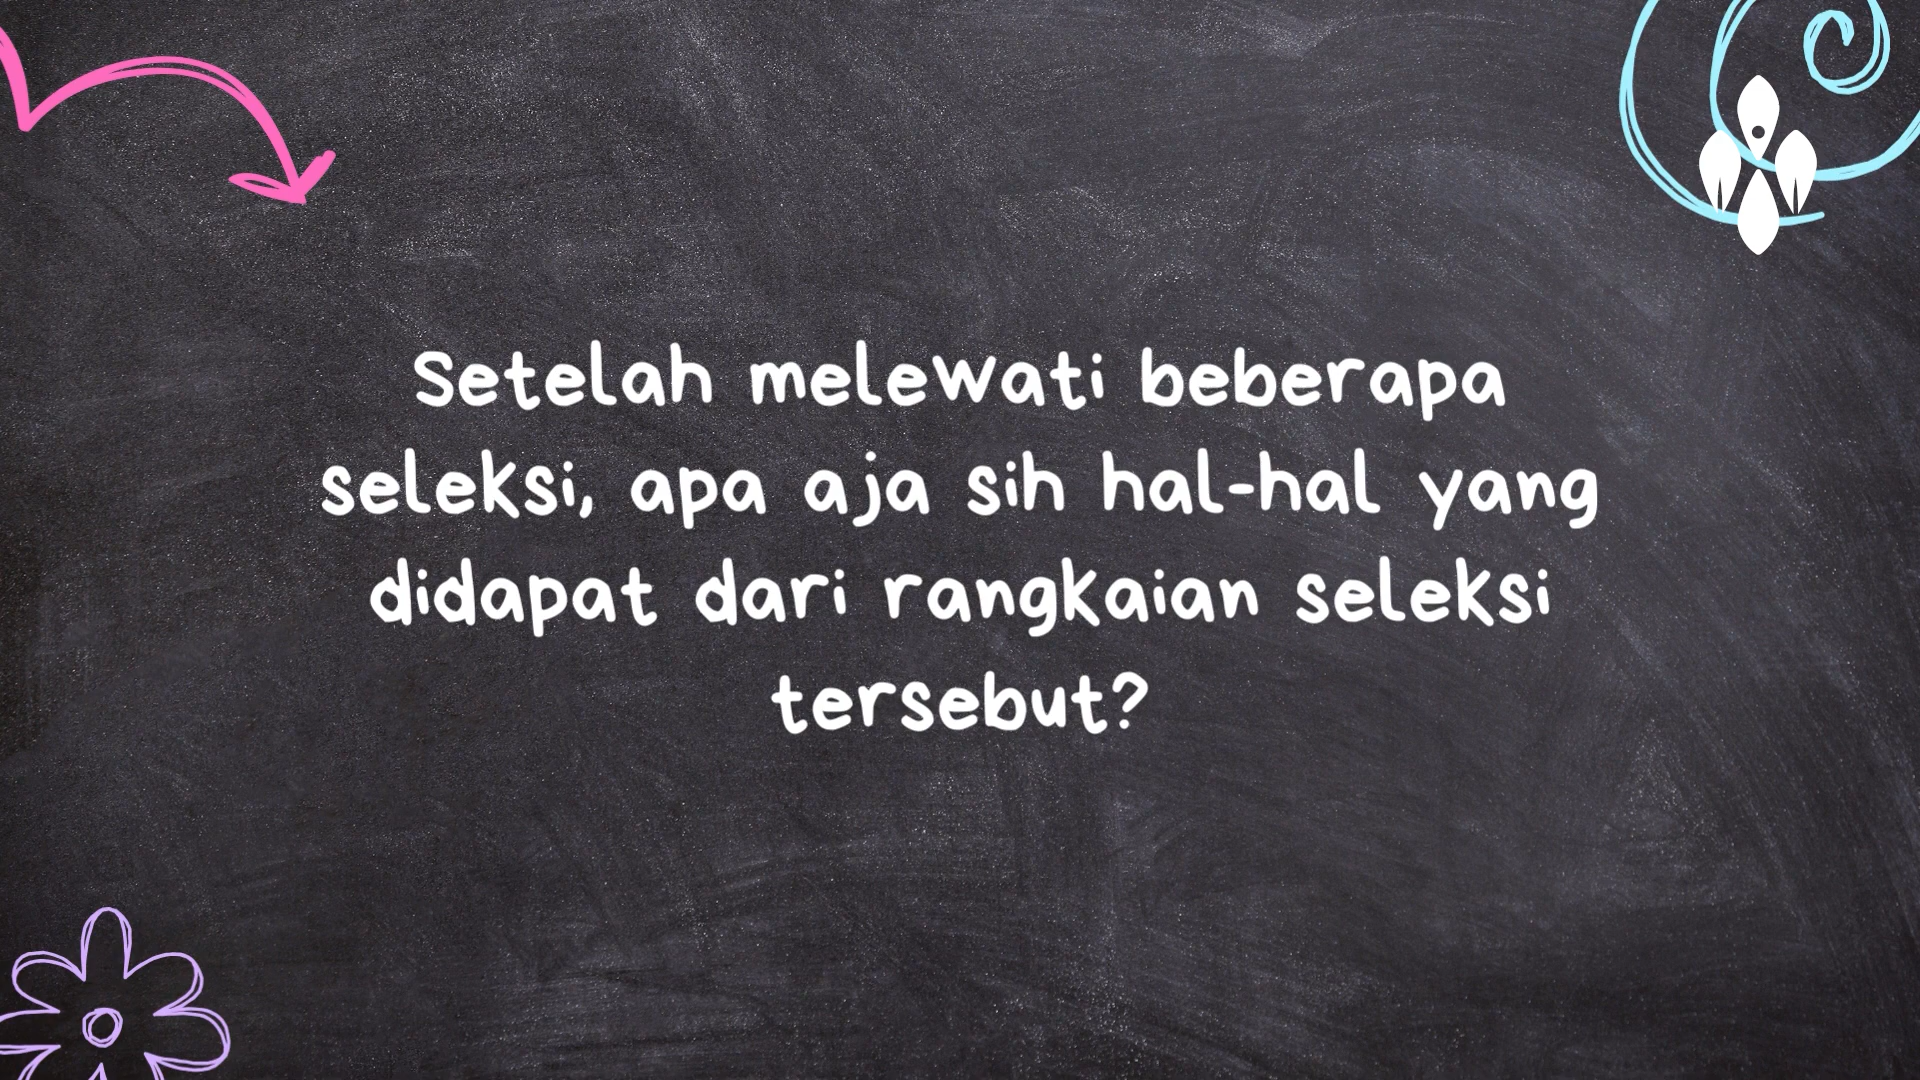 Setelah melewati beberapa
seleksi, apa aja sih hal-hal yang
didapat dari rangkaian seleksi
tersebut?